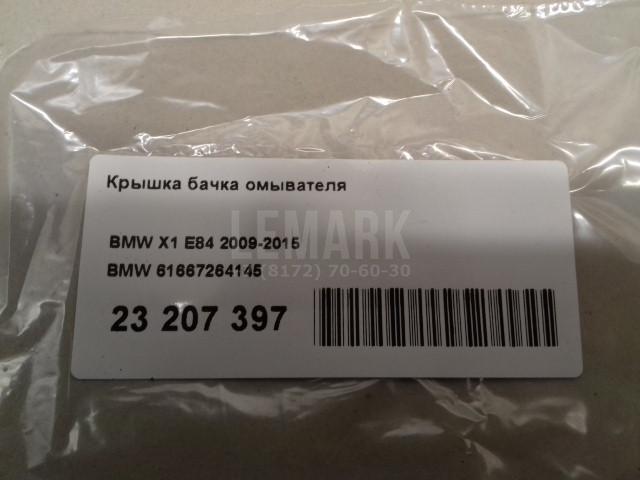 Крышка бачка омывателя
LEMARK
BMW X1 E84 2009-2015
BMW 61667264145
(8172) 70-60-30
23 207 397